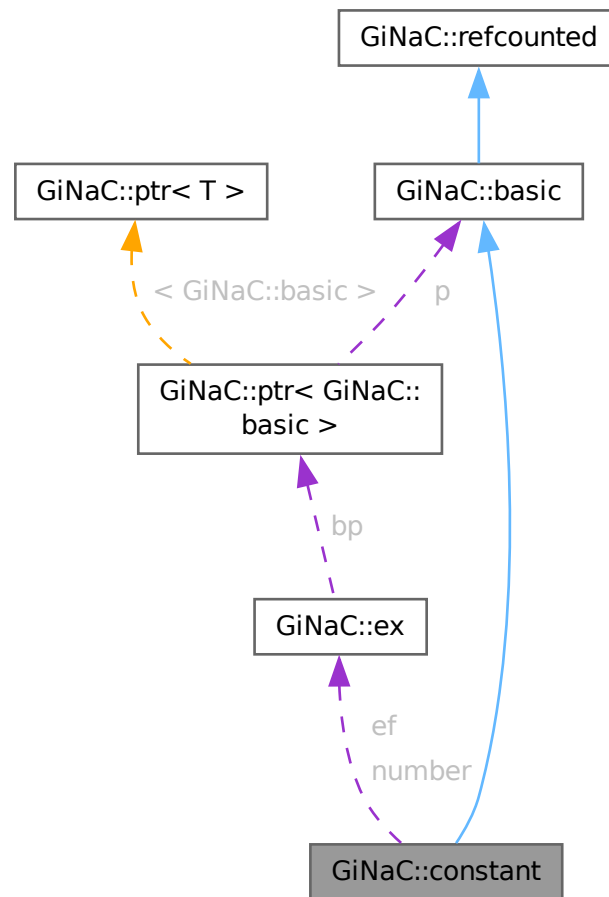 GiNaC::refcounted
GiNaC::ptr< T >
GiNaC::basic
< GiNaC::basic >
p
GiNaC::ptr< GiNaC::
basic >
bp
GiNaC::ex
ef
number
GiNaC::constant